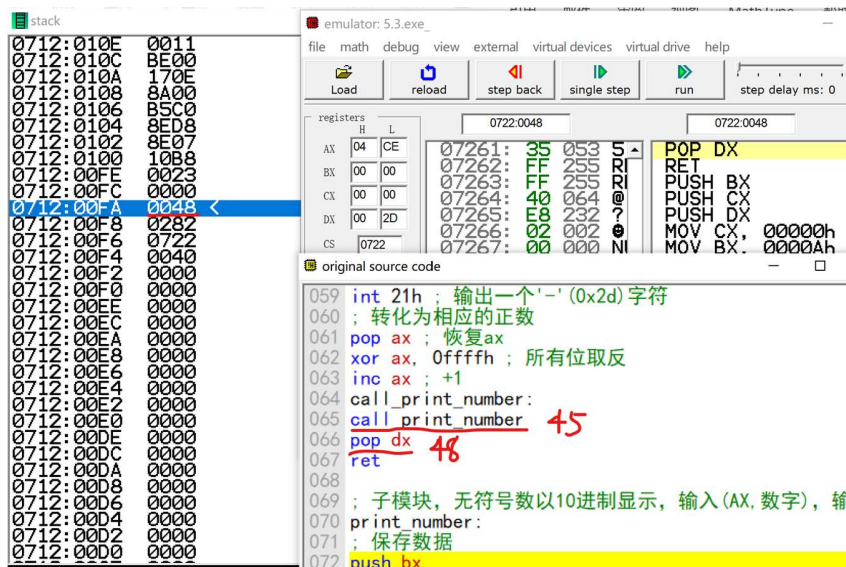 stack
0712:010E 0011
0712:010C BE00
0712:010A 170E
0712:0108 8A00
0712:0106 B5C0
0712:0104 8ED8
0712:0102 8E07
0712:0100 10B8
0712:00FE 0023
0712:00FC 0000
0712:00FA 0048 <
0712:00F8 0282
0712:00F6 0722
0712:00F4 0040
0712:00F2 0000
0712:00F0 0000
0712:00EE 0000
0712:00EC 0000
0712:00EA 0000
0712:00E8 0000
0712:00E6 0000
0712:00E4 0000
0712:00E2 0000
0712:00E0 0000
0712:00DE 0000
0712:00DC 0000
0712:00DA 0000
0712:00D8 0000
0712:00D6 0000
0712:00D4 0000
0712:00D2 0000
0712:00D0 0000
emulator: 5.3.exe_
file math debug view external virtual devices virtual drive help
Load reload step back single step run step delay ms: 0
registers
H L
AX 04 CE
BX 00 00
CX 00 00
DX 00 2D
CS 0722
0722:0048 0722:0048
07261: 35 053 5
07262: FF 255 RI
07263: FF 255 RI
07264: 40 064 @
07265: E8 232 ?
07266: 02 002 ☻
07267: 00 000 NI
POP DX
RET
PUSH BX
PUSH CX
PUSH DX
MOV CX, 00000h
MOV BX, 0000Ah
original source code
059 int 21h ; 输出一个'-'(0x2d)字符
060 ; 转化为相应的正数
061 pop ax ; 恢复ax
062 xor ax, 0ffffh ; 所有位取反
063 inc ax ; +1
064 call_print_number:
065 call print_number 45
066 pop dx 48
067 ret
068
069 ; 子模块，无符号数以10进制显示，输入(AX,数字)，输
070 print_number:
071 ; 保存数据
072 push bx